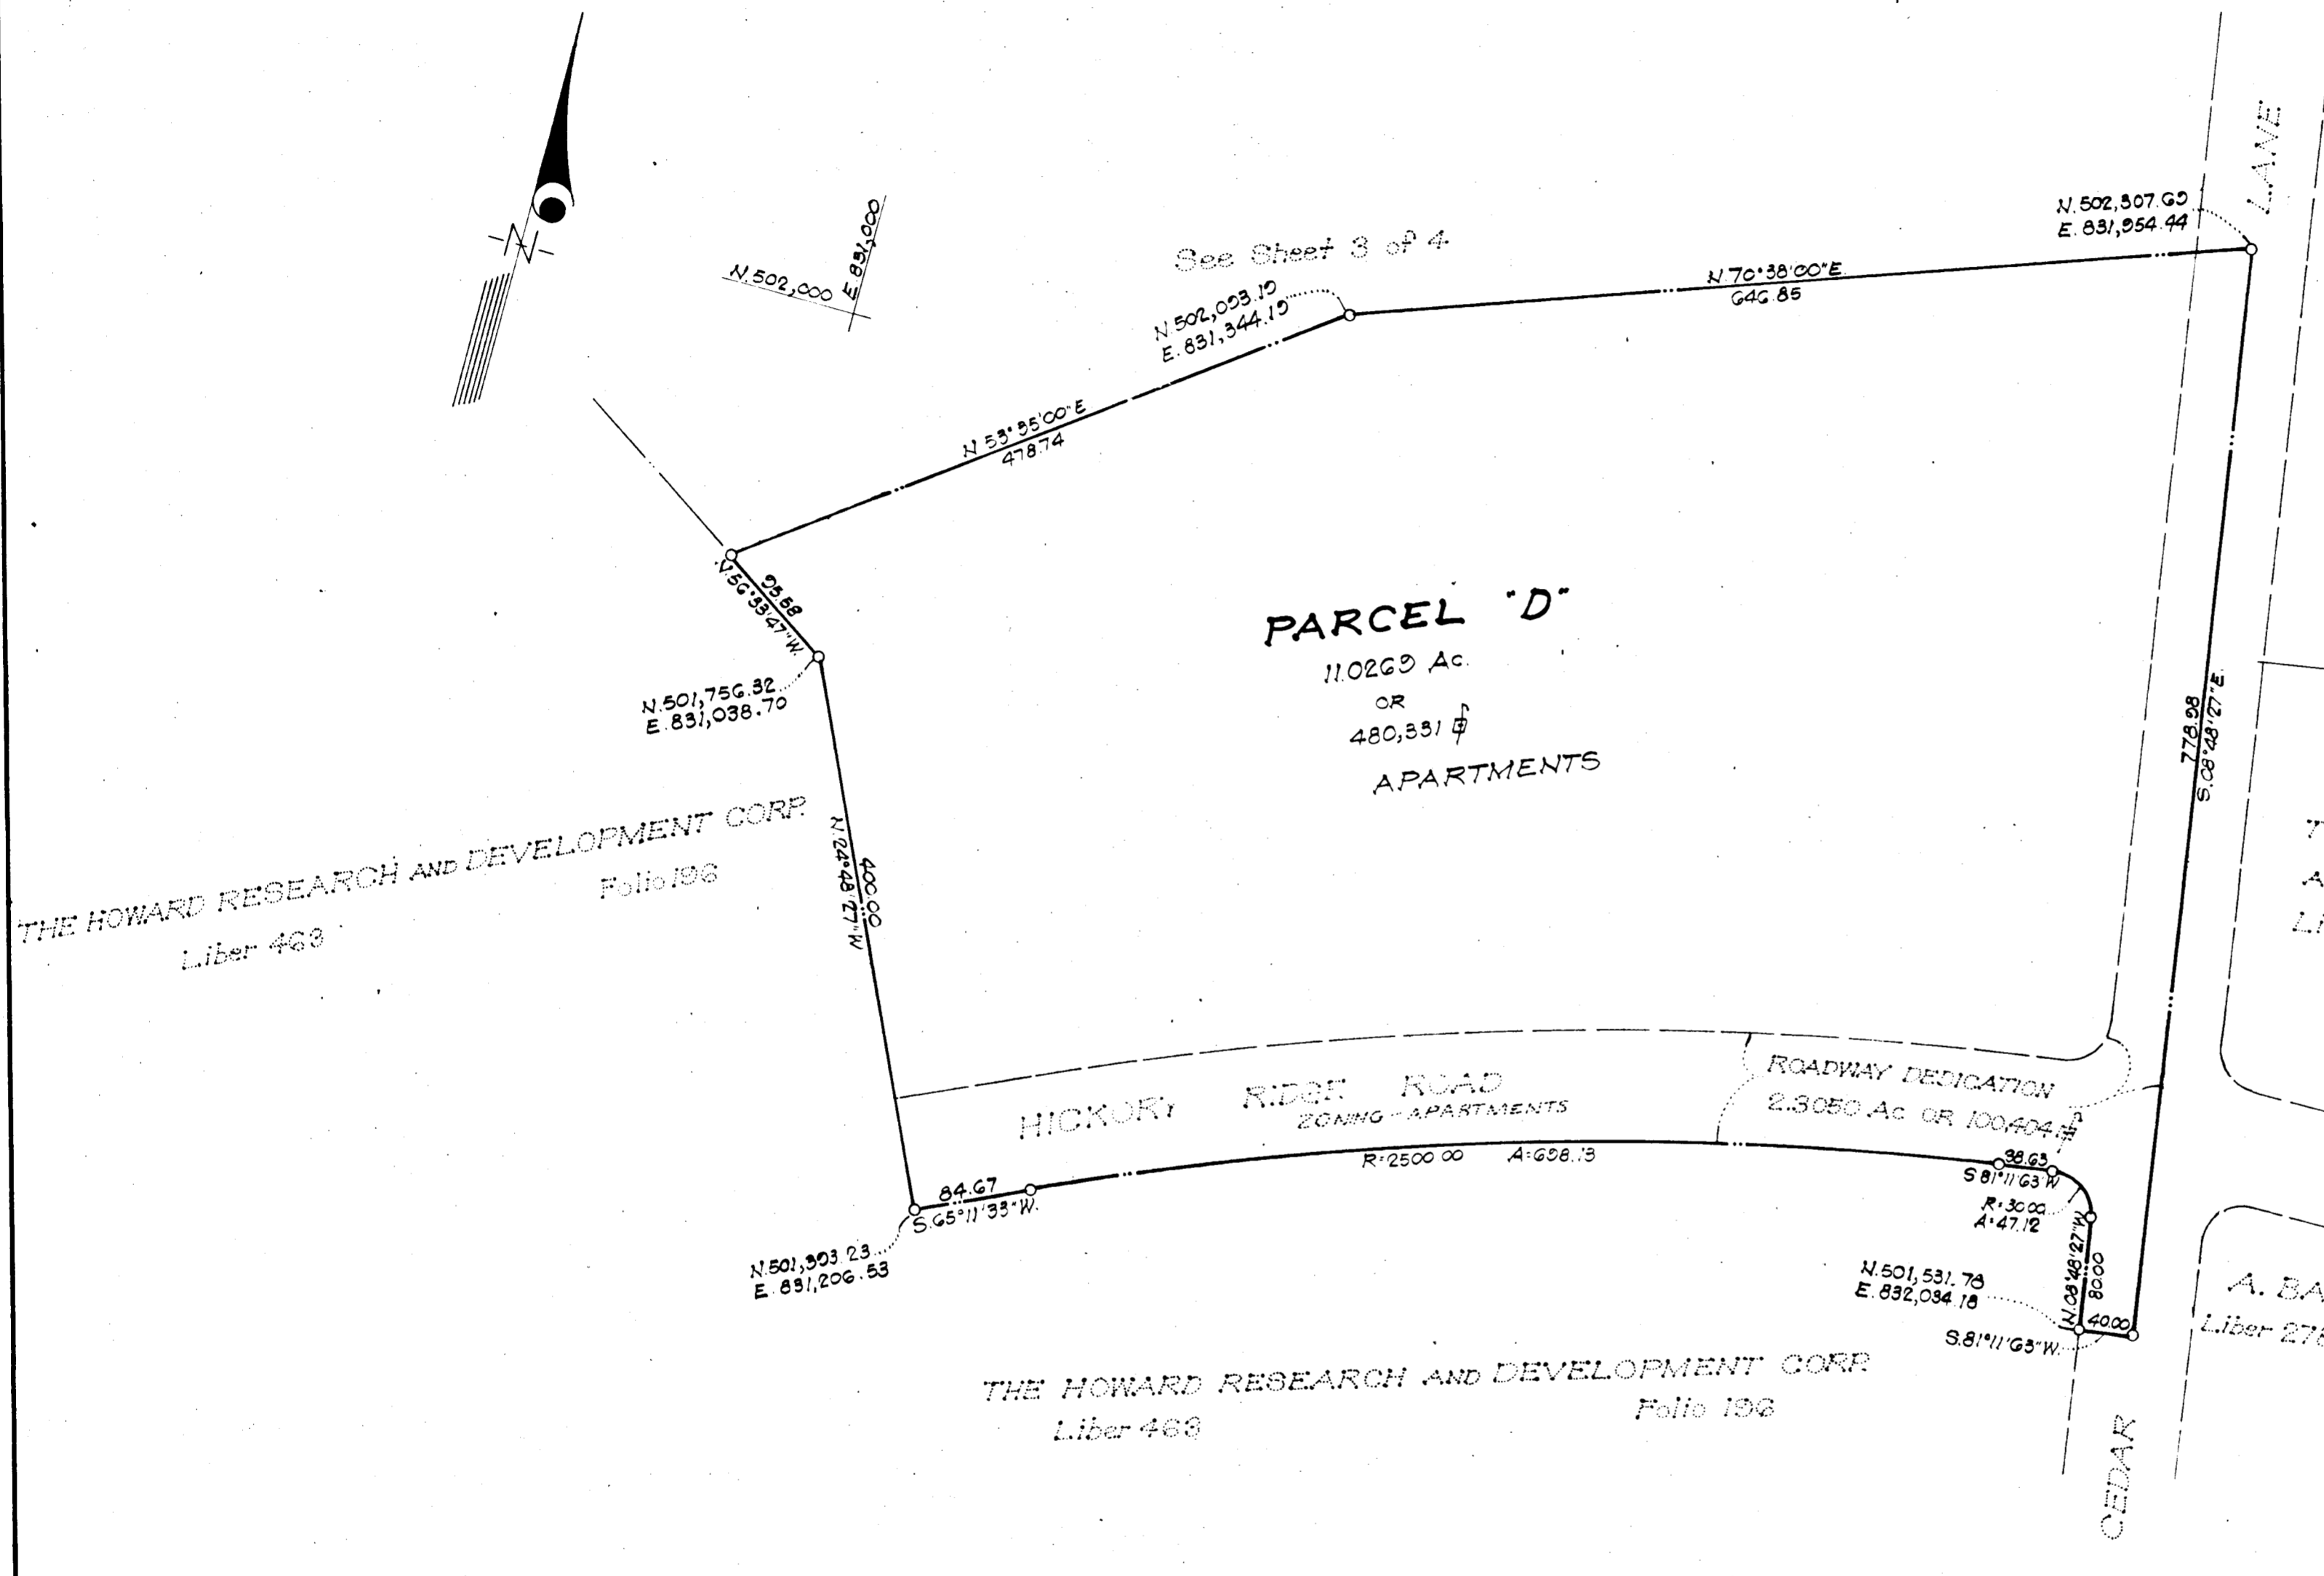 N
N.502,000
E.831,000
See Sheet 3 of 4
N.502,093.19
E.831,344.19
N.502,307.69
E.831,954.44
LANE
N.70°38'00"E.
646.85
N 53°35'00"E
478.74
95.58
N.56°33'47"W.
N.501,756.32
E.831,038.70
PARCEL "D"
11.0269 Ac.
OR
480,331
APARTMENTS
778.98
S.08°48'27"E.
THE HOWARD RESEARCH AND DEVELOPMENT CORP.
Liber 463
Folio 196
400.00
N.24°48'27"W
HICKORY RIDGE ROAD
ZONING - APARTMENTS
ROADWAY DEDICATION
2.3050 Ac OR 100,404
R=2500.00 A=698.13
84.67
S.65°11'33"W.
N.501,393.23
E.831,206.53
38.63
S 81°11'63"W
R=30.00
A=47.12
N.08°48'27"W
80.00
N.501,531.78
E.832,034.18
40.00
S.81°11'63"W.
A. BA
Liber 278
THE HOWARD RESEARCH AND DEVELOPMENT CORP.
Liber 463
Folio 196
CEDAR